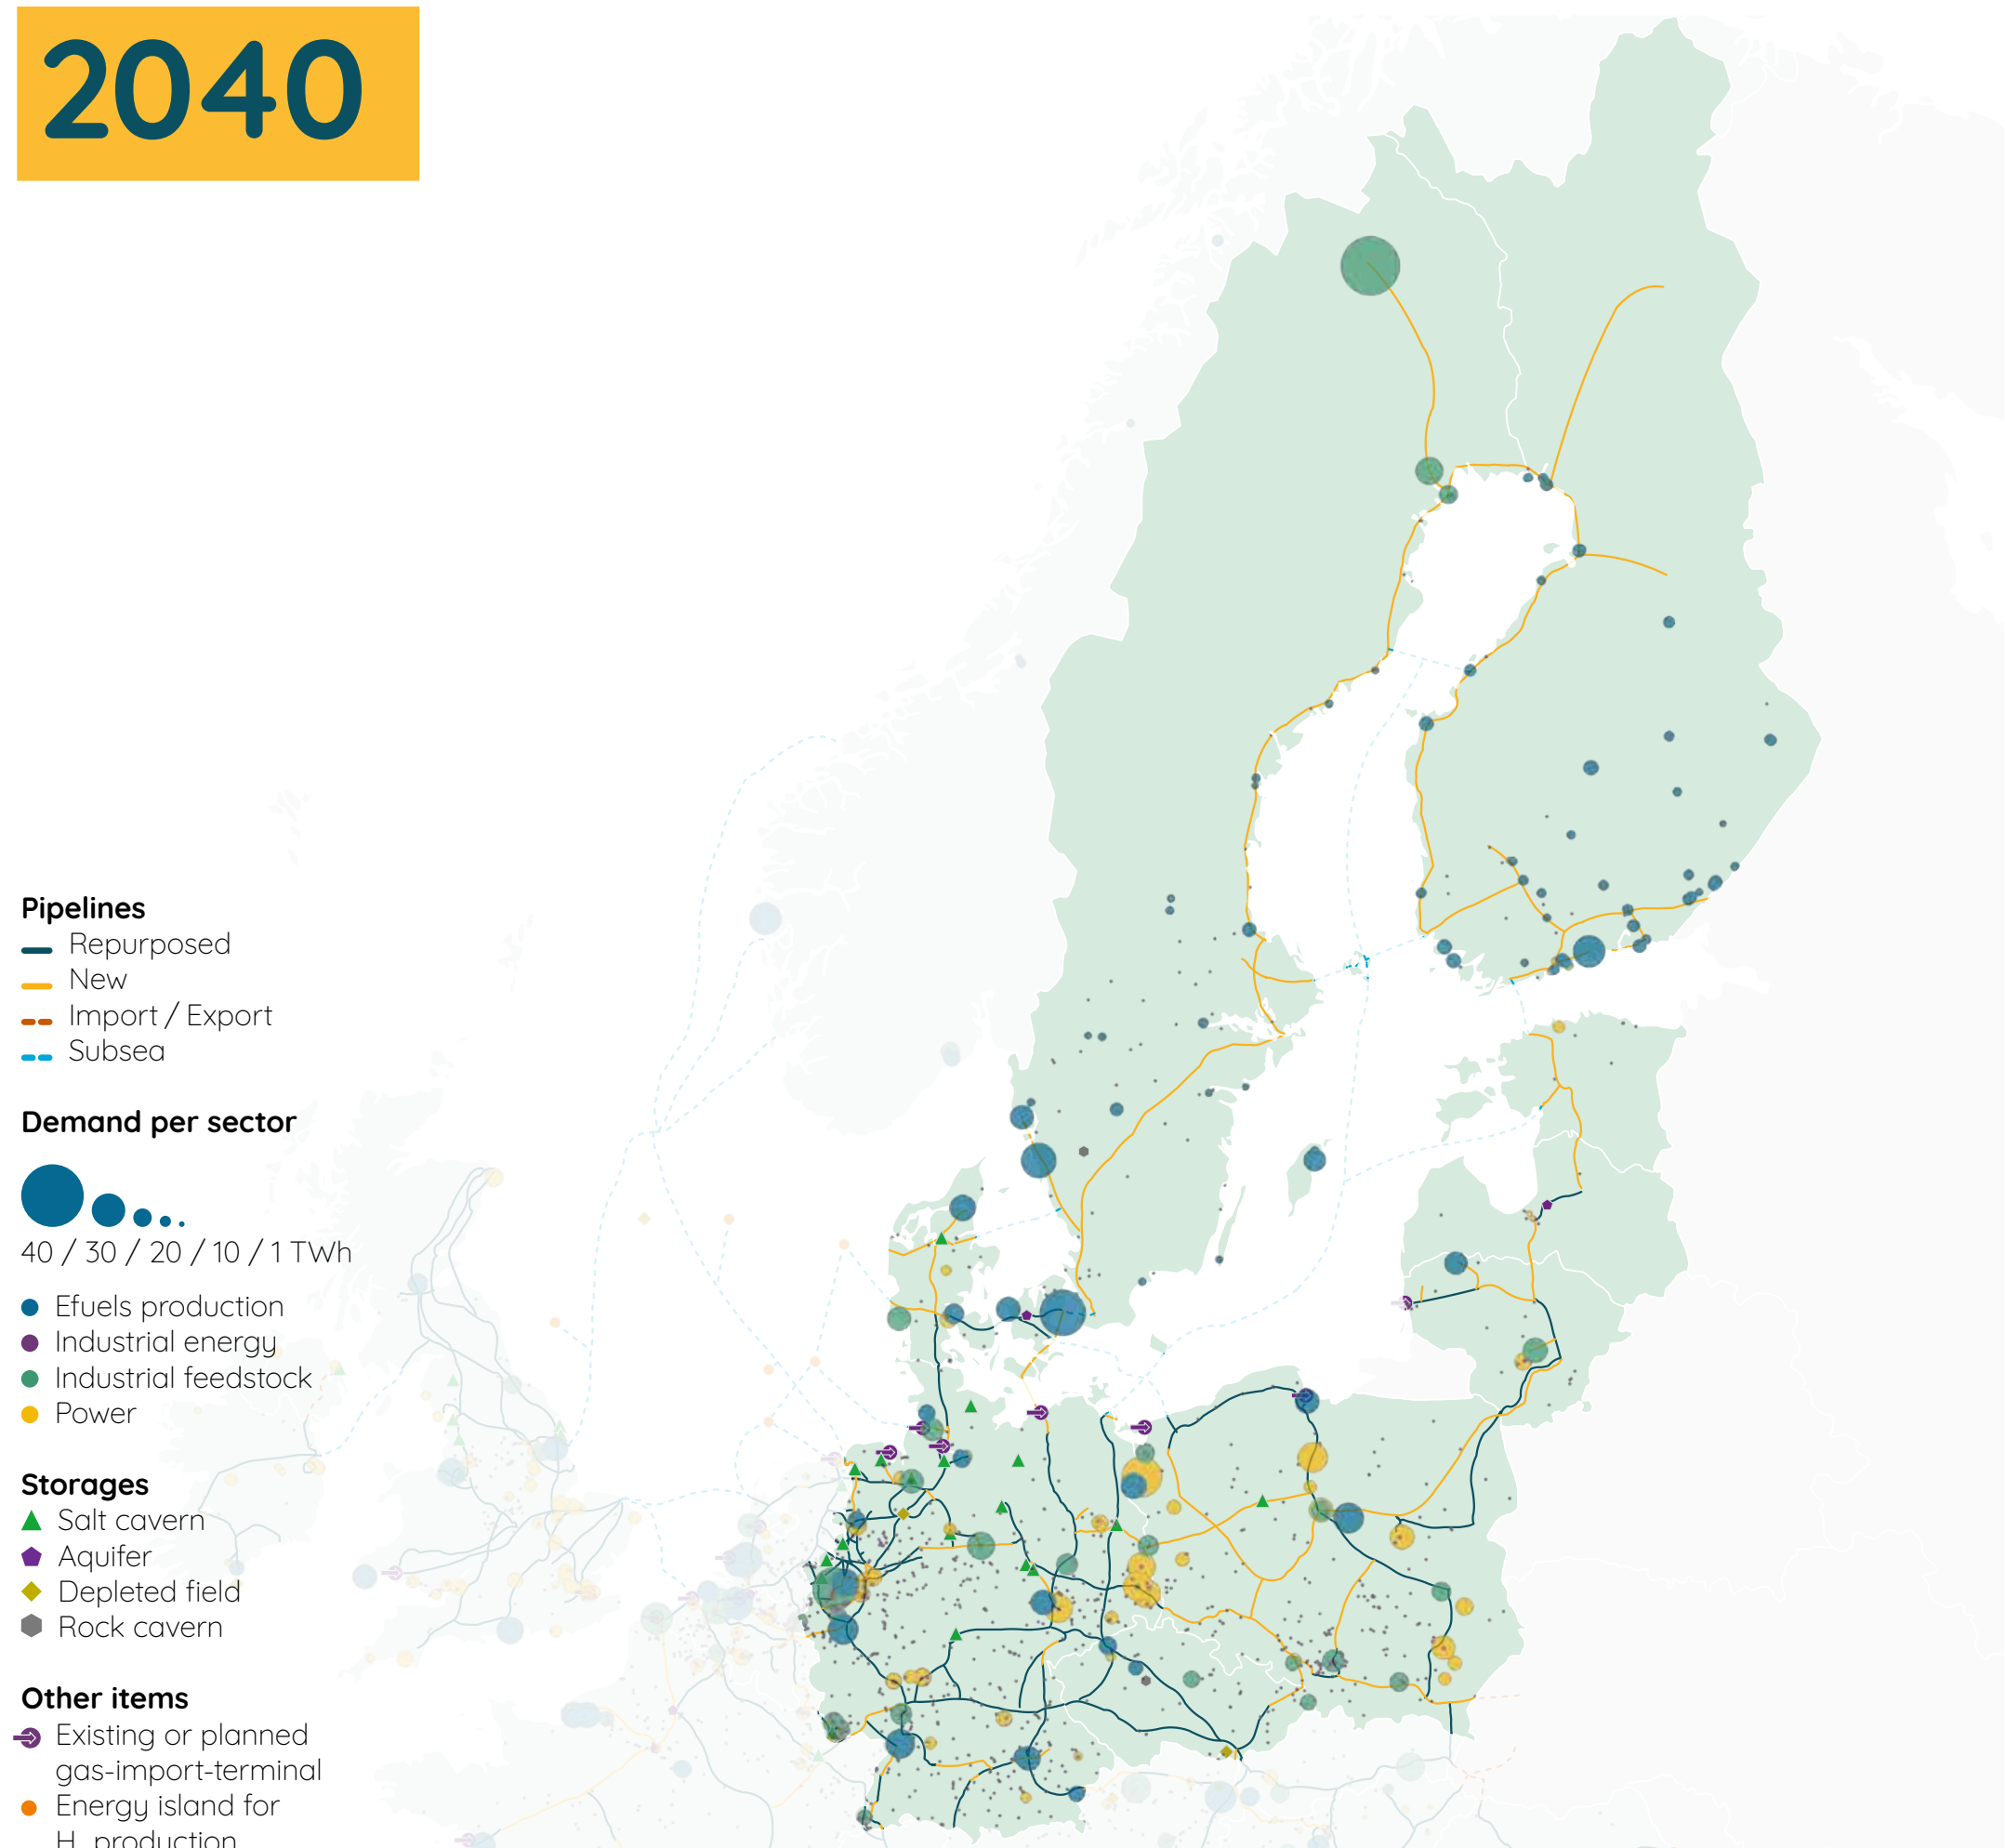 2040
Pipelines
Repurposed
New
Import / Export
Subsea
Demand per sector
40 / 30 / 20 / 10 / 1 TWh
Efuels production
Industrial energy
Industrial feedstock
Power
Storages
Salt cavern
Aquifer
Depleted field
Rock cavern
Other items
Existing or planned
gas-import-terminal
Energy island for
H₂ production